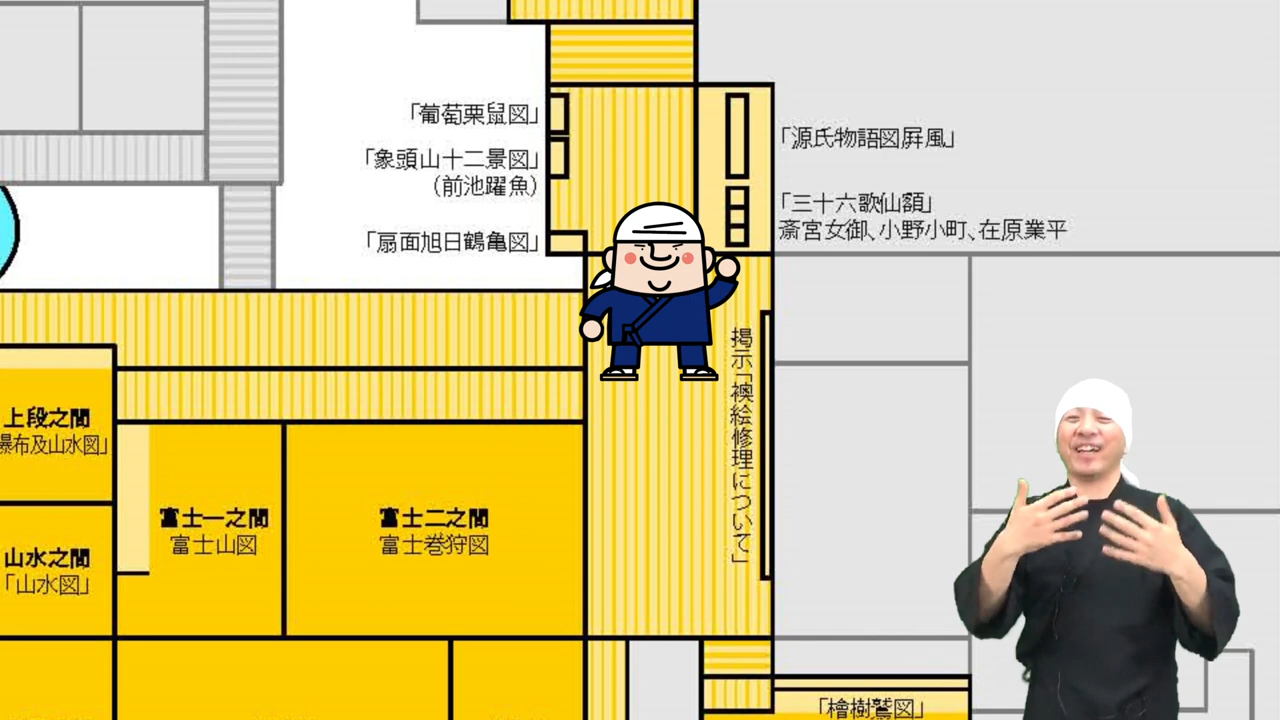 「葡萄栗鼠図」
「象頭山十二景図」
（前池躍魚）
「扇面旭日鶴亀図」
「源氏物語図屛風」
「三十六歌仙額」
斎宮女御、小野小町、在原業平
掲示「襖絵修理について」
上段之間
瀑布及山水図」
山水之間
「山水図」
富士一之間
富士山図
富士二之間
富士巻狩図
「檜樹鷲図」